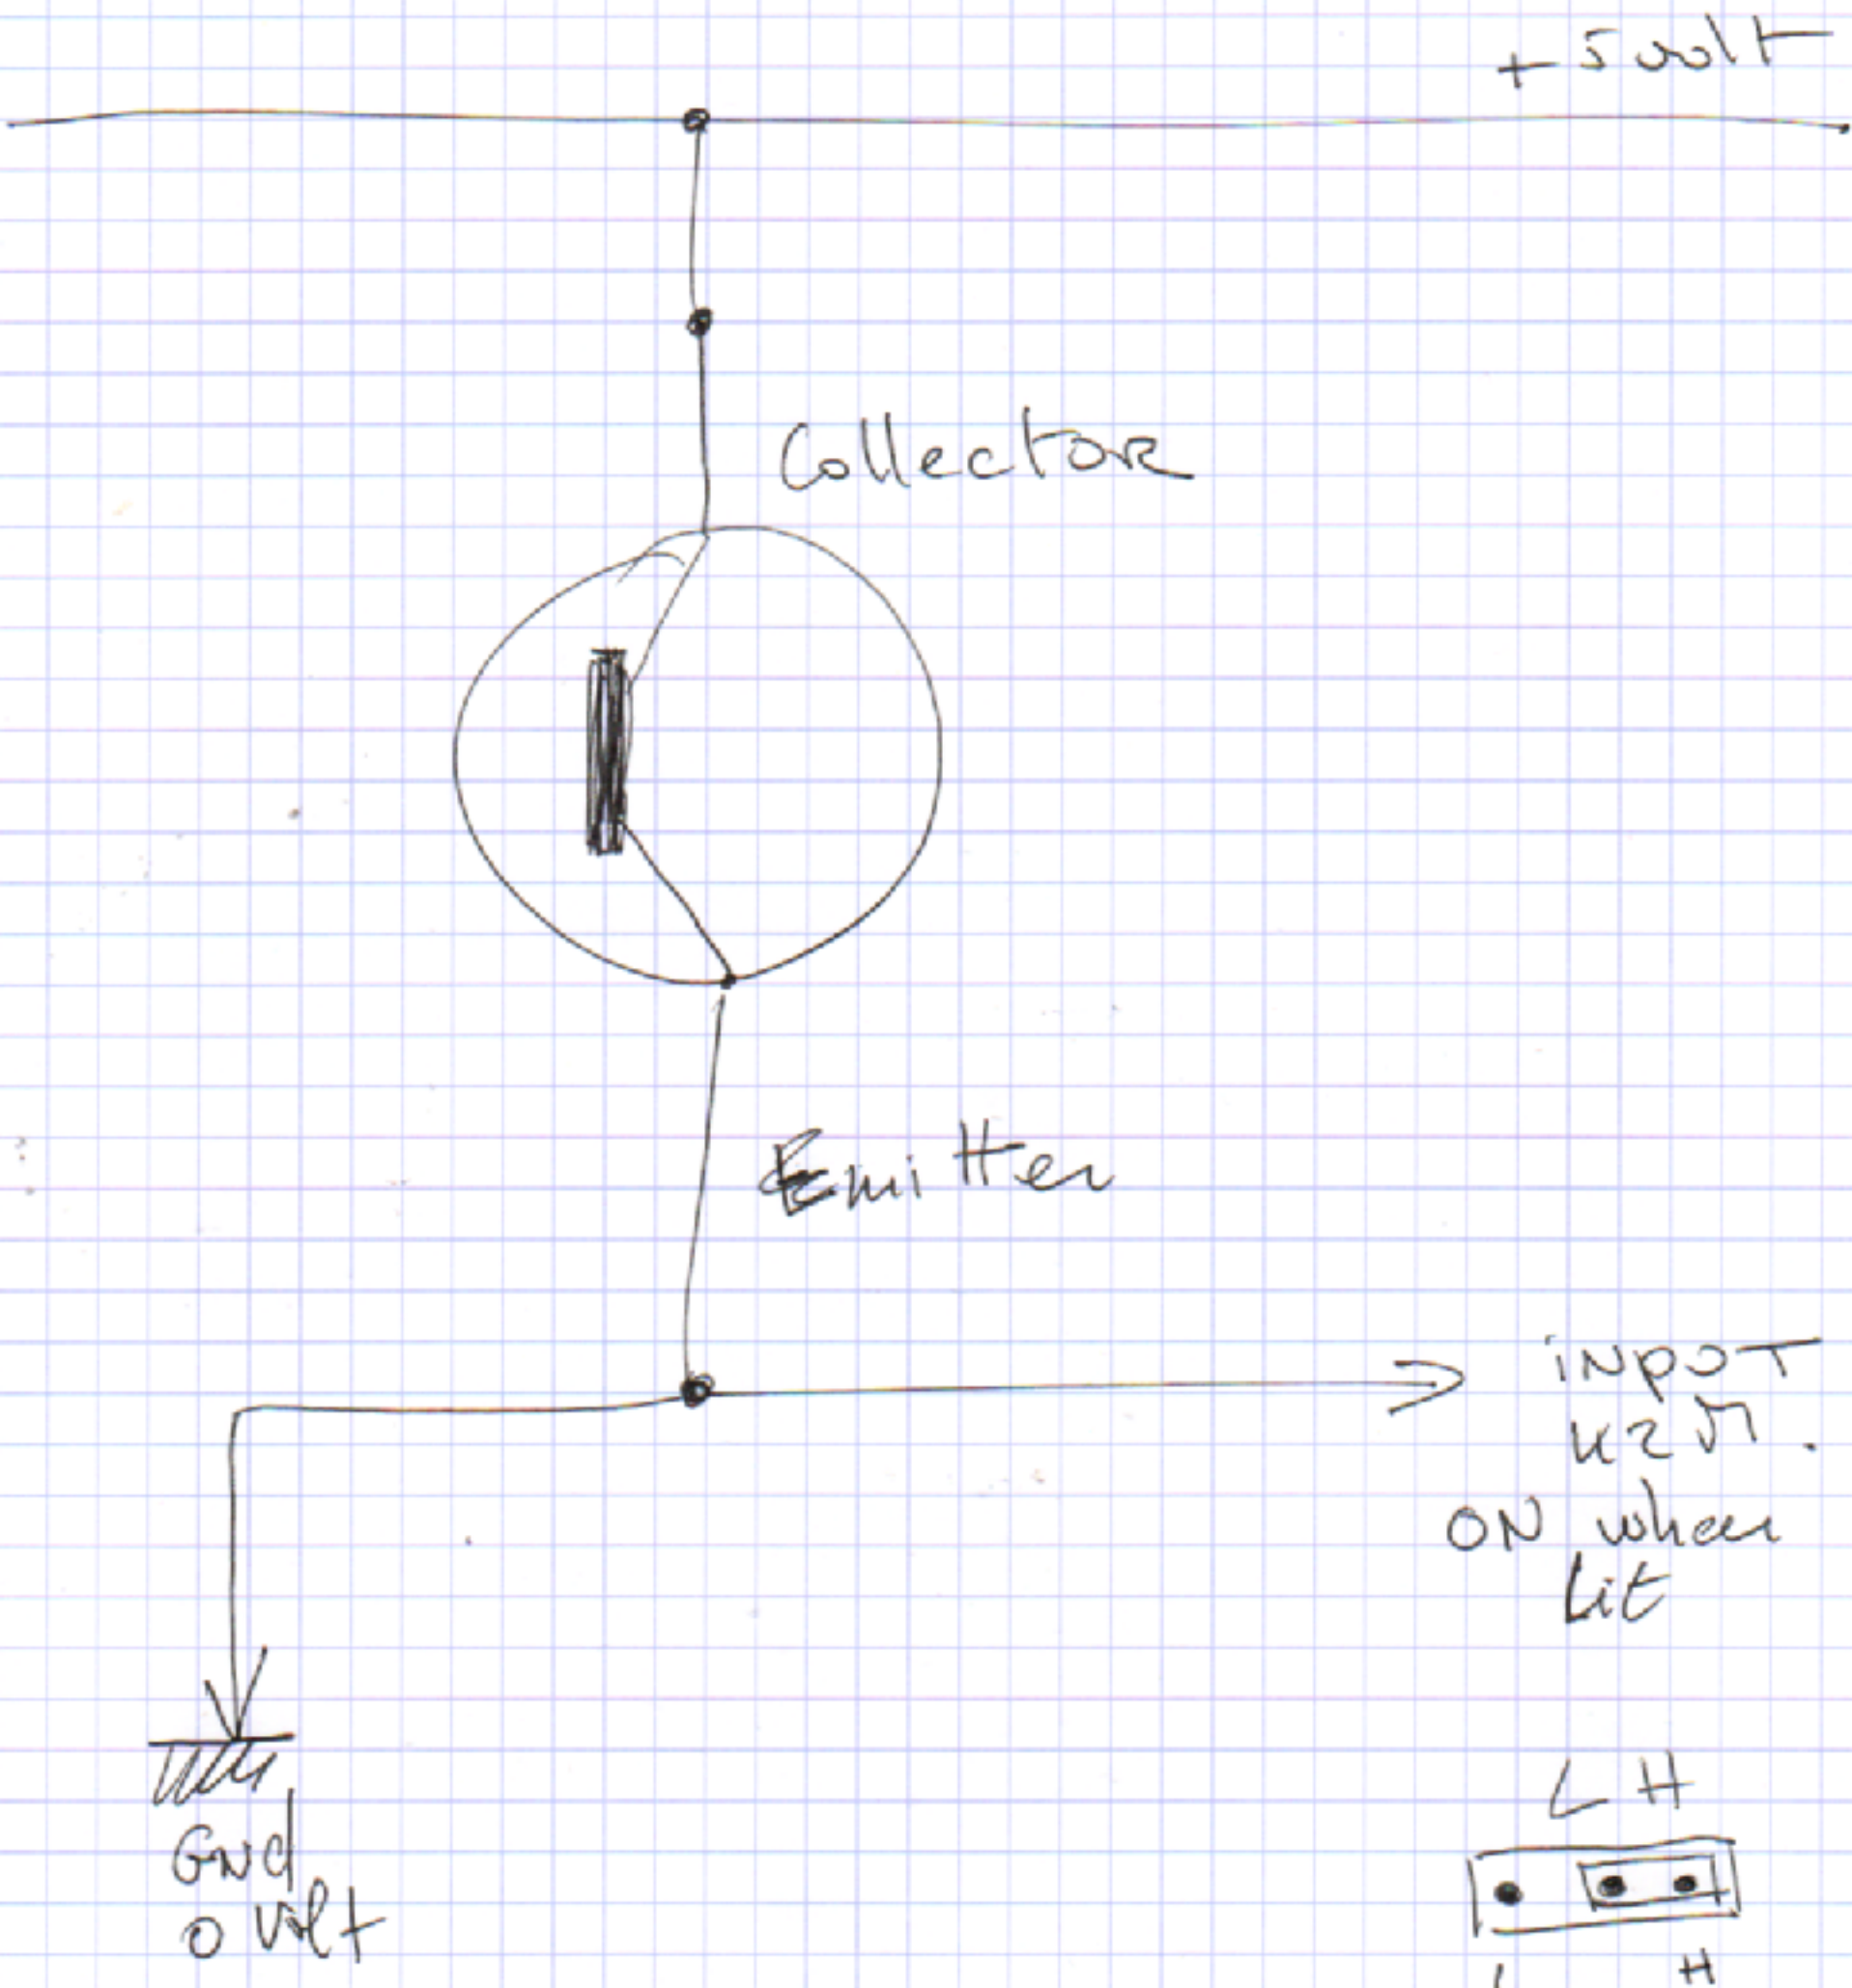 +5 volt
Collector
Emitter
INPUT
ON when
Lit
Gnd
0 Volt
L H
L H